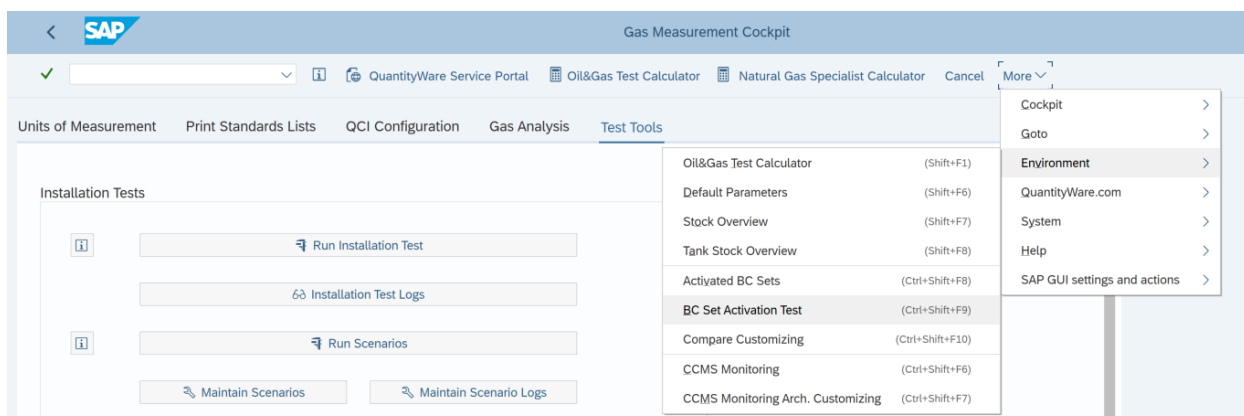 SAP Gas Measurement Cockpit
QuantityWare Service Portal Oil&Gas Test Calculator Natural Gas Specialist Calculator Cancel More
Units of Measurement Print Standards Lists QCI Configuration Gas Analysis Test Tools
Installation Tests
Run Installation Test
Installation Test Logs
Run Scenarios
Maintain Scenarios Maintain Scenario Logs
Oil&Gas Test Calculator (Shift+F1)
Default Parameters (Shift+F6)
Stock Overview (Shift+F7)
Tank Stock Overview (Shift+F8)
Activated BC Sets (Ctrl+Shift+F8)
BC Set Activation Test (Ctrl+Shift+F9)
Compare Customizing (Ctrl+Shift+F10)
CCMS Monitoring (Ctrl+Shift+F6)
CCMS Monitoring Arch. Customizing (Ctrl+Shift+F7)
Cockpit
Goto
Environment
QuantityWare.com
System
Help
SAP GUI settings and actions